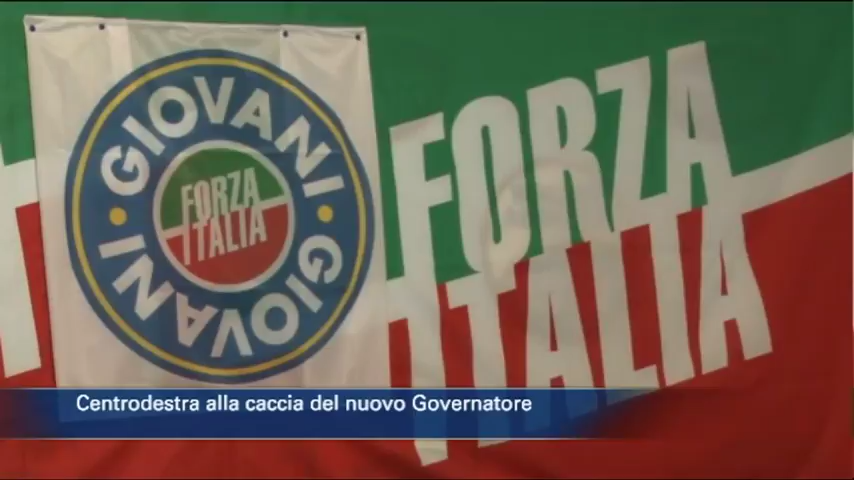 GIOVANI GIOVANI
FORZA
ITALIA
FORZA
ITALIA
Centrodestra alla caccia del nuovo Governatore